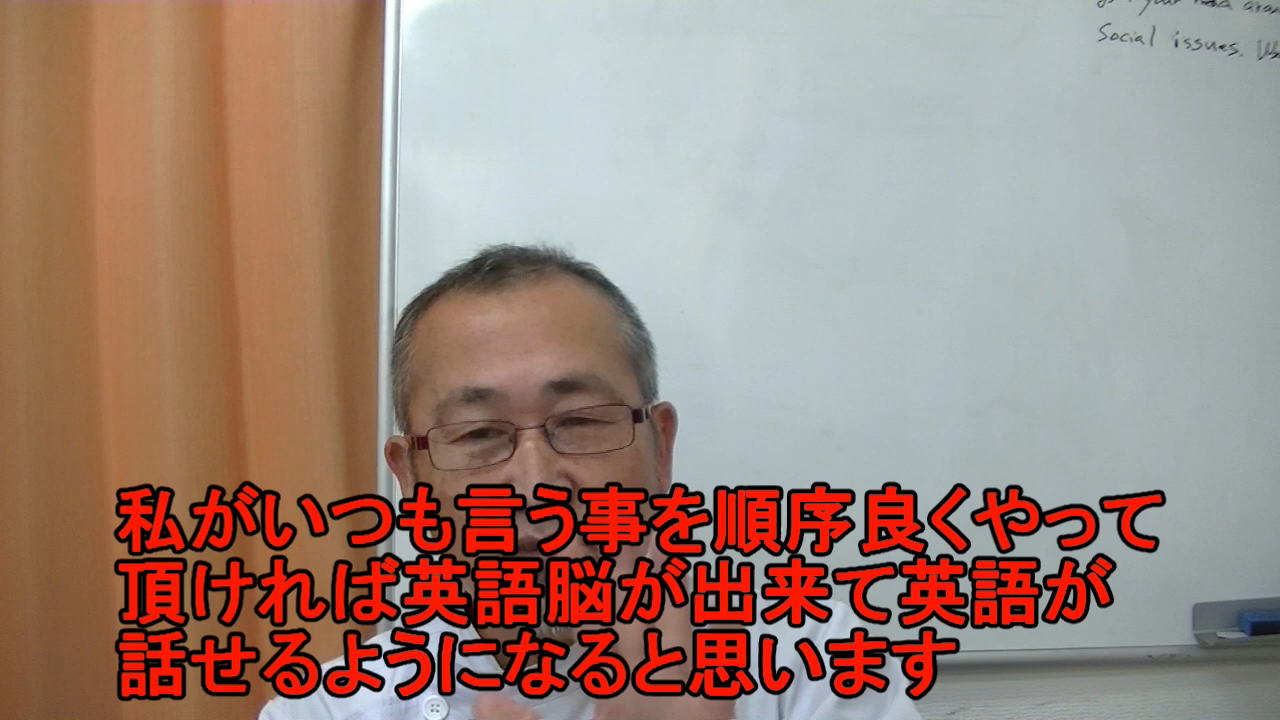 Social issues.
私がいつも言う事を順序良くやって
頂ければ英語脳が出来て英語が
話せるようになると思います